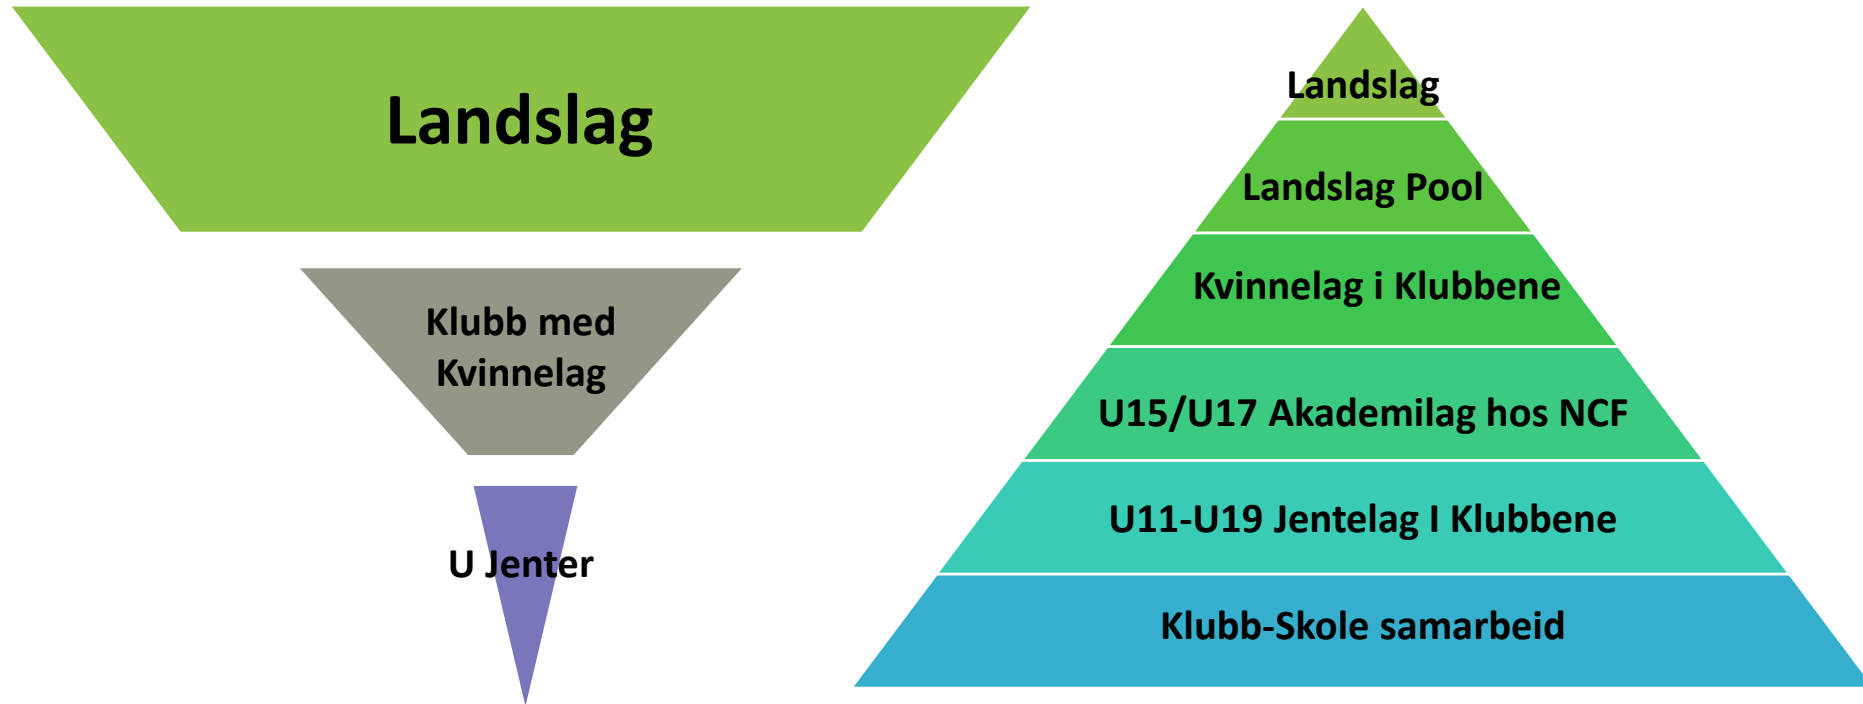 Landslag
Klubb med
Kvinnelag
U Jenter
Landslag
Landslag Pool
Kvinnelag i Klubbene
U15/U17 Akademilag hos NCF
U11-U19 Jentelag I Klubbene
Klubb-Skole samarbeid